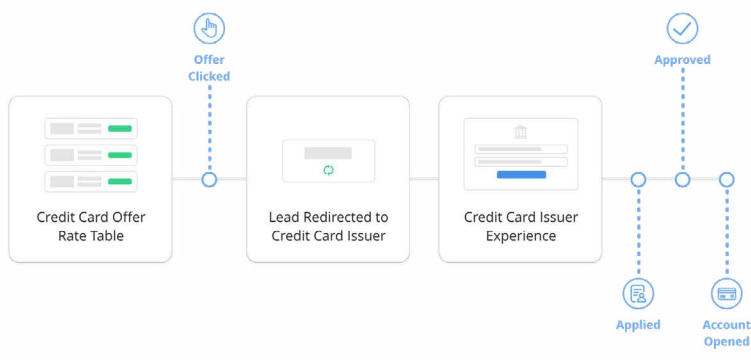 Offer
Clicked
Approved
Credit Card Offer
Rate Table
Lead Redirected to
Credit Card Issuer
Credit Card Issuer
Experience
Applied
Account
Opened